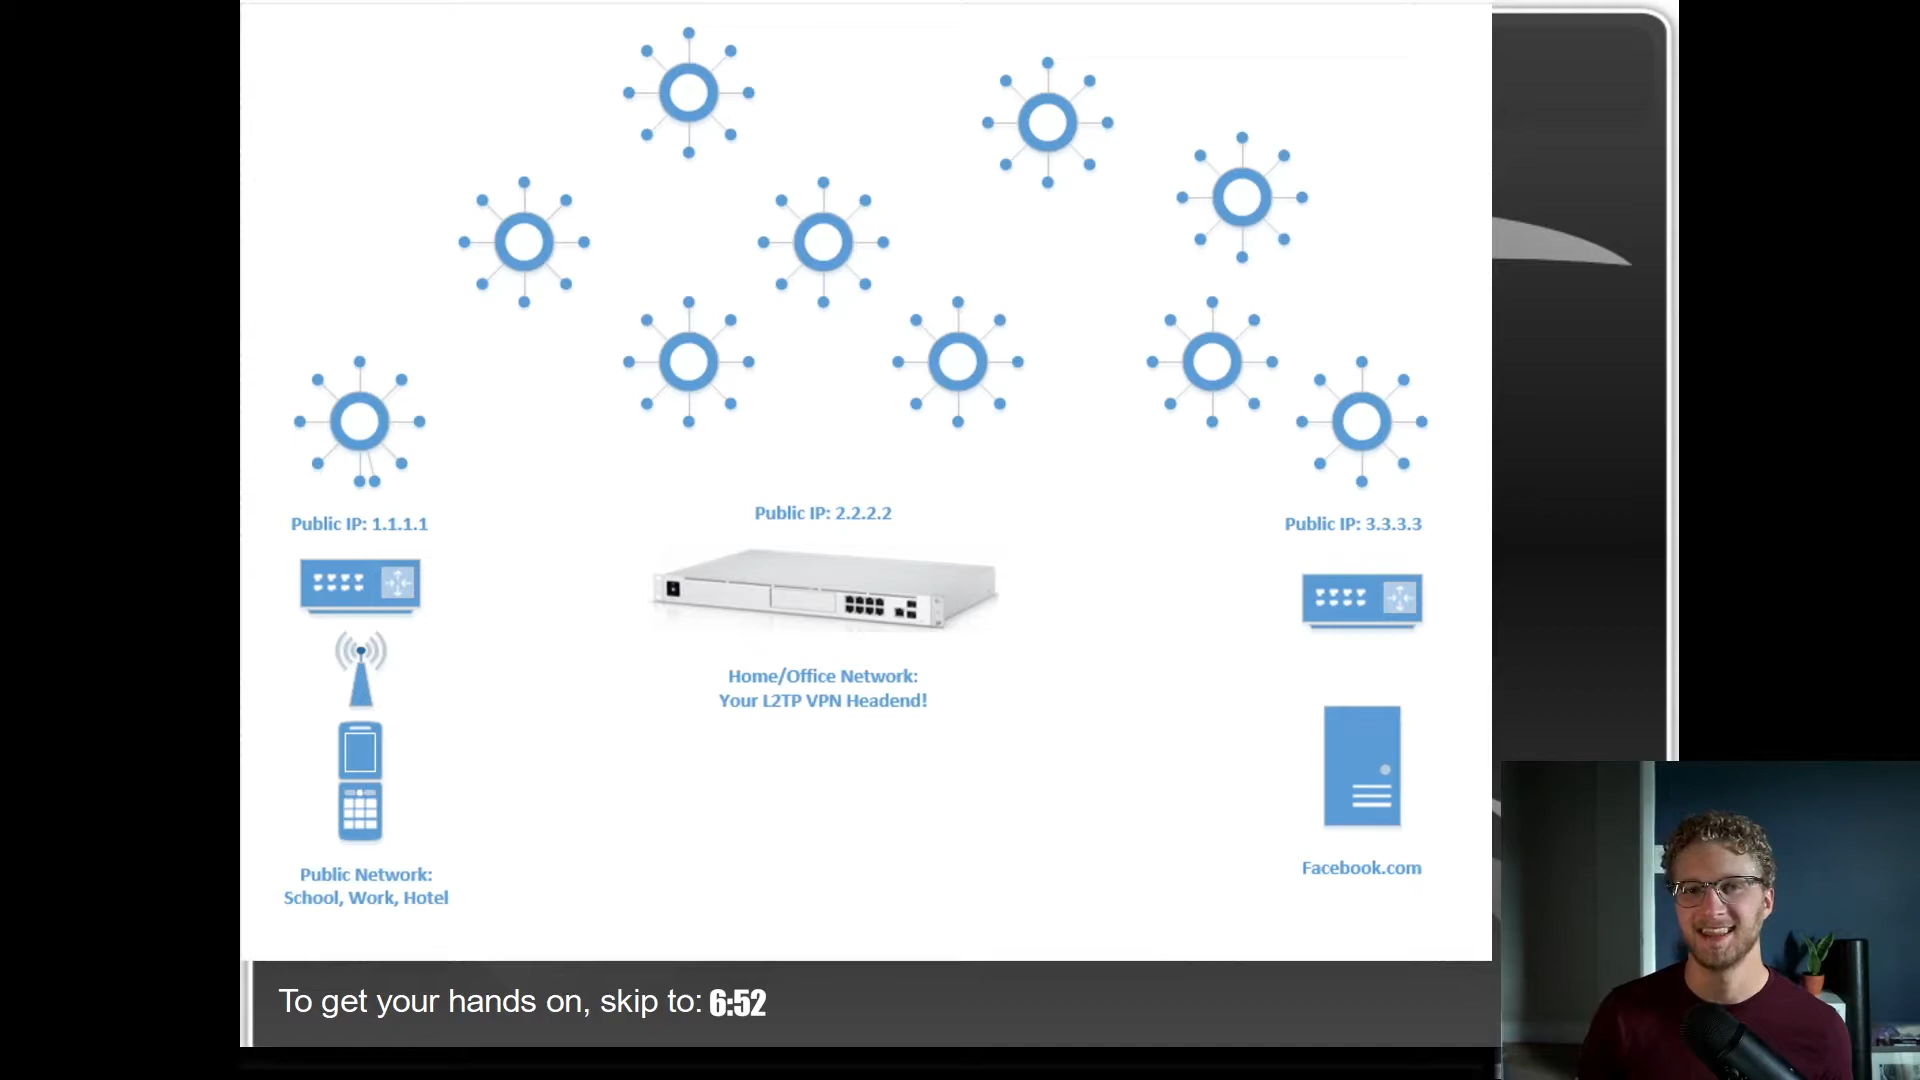 Public IP: 1.1.1.1
Public IP: 2.2.2.2
Public IP: 3.3.3.3
Home/Office Network:
Your L2TP VPN Headend!
Public Network:
School, Work, Hotel
Facebook.com
To get your hands on, skip to: 6:52